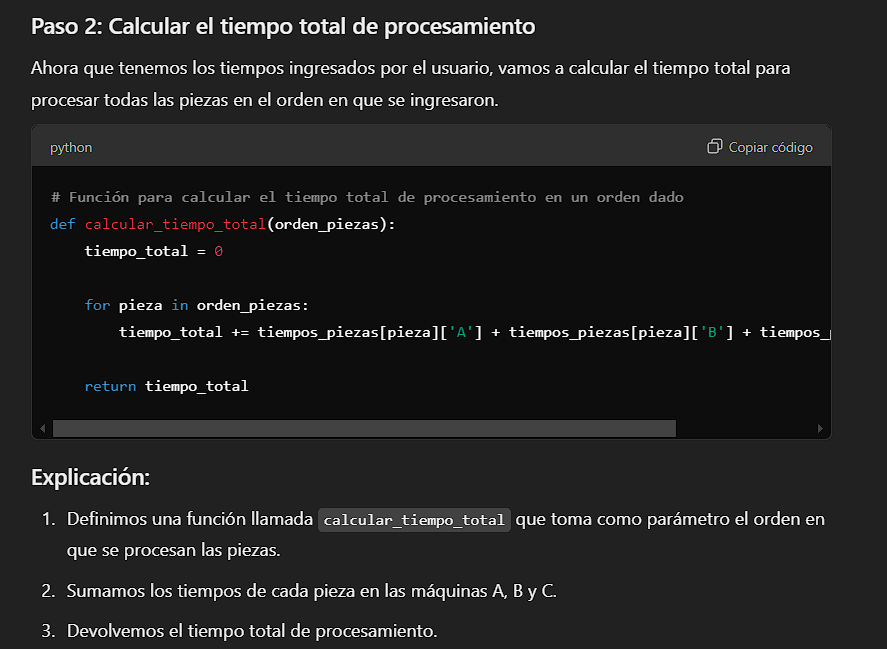 Paso 2: Calcular el tiempo total de procesamiento
Ahora que tenemos los tiempos ingresados por el usuario, vamos a calcular el tiempo total para
procesar todas las piezas en el orden en que se ingresaron.
python
Copiar código
# Función para calcular el tiempo total de procesamiento en un orden dado
def calcular_tiempo_total(orden_piezas):
    tiempo_total = 0
    for pieza in orden_piezas:
        tiempo_total += tiempos_piezas[pieza]['A'] + tiempos_piezas[pieza]['B'] + tiempos_
    return tiempo_total
Explicación:
1. Definimos una función llamada calcular_tiempo_total que toma como parámetro el orden en
que se procesan las piezas.
2. Sumamos los tiempos de cada pieza en las máquinas A, B y C.
3. Devolvemos el tiempo total de procesamiento.